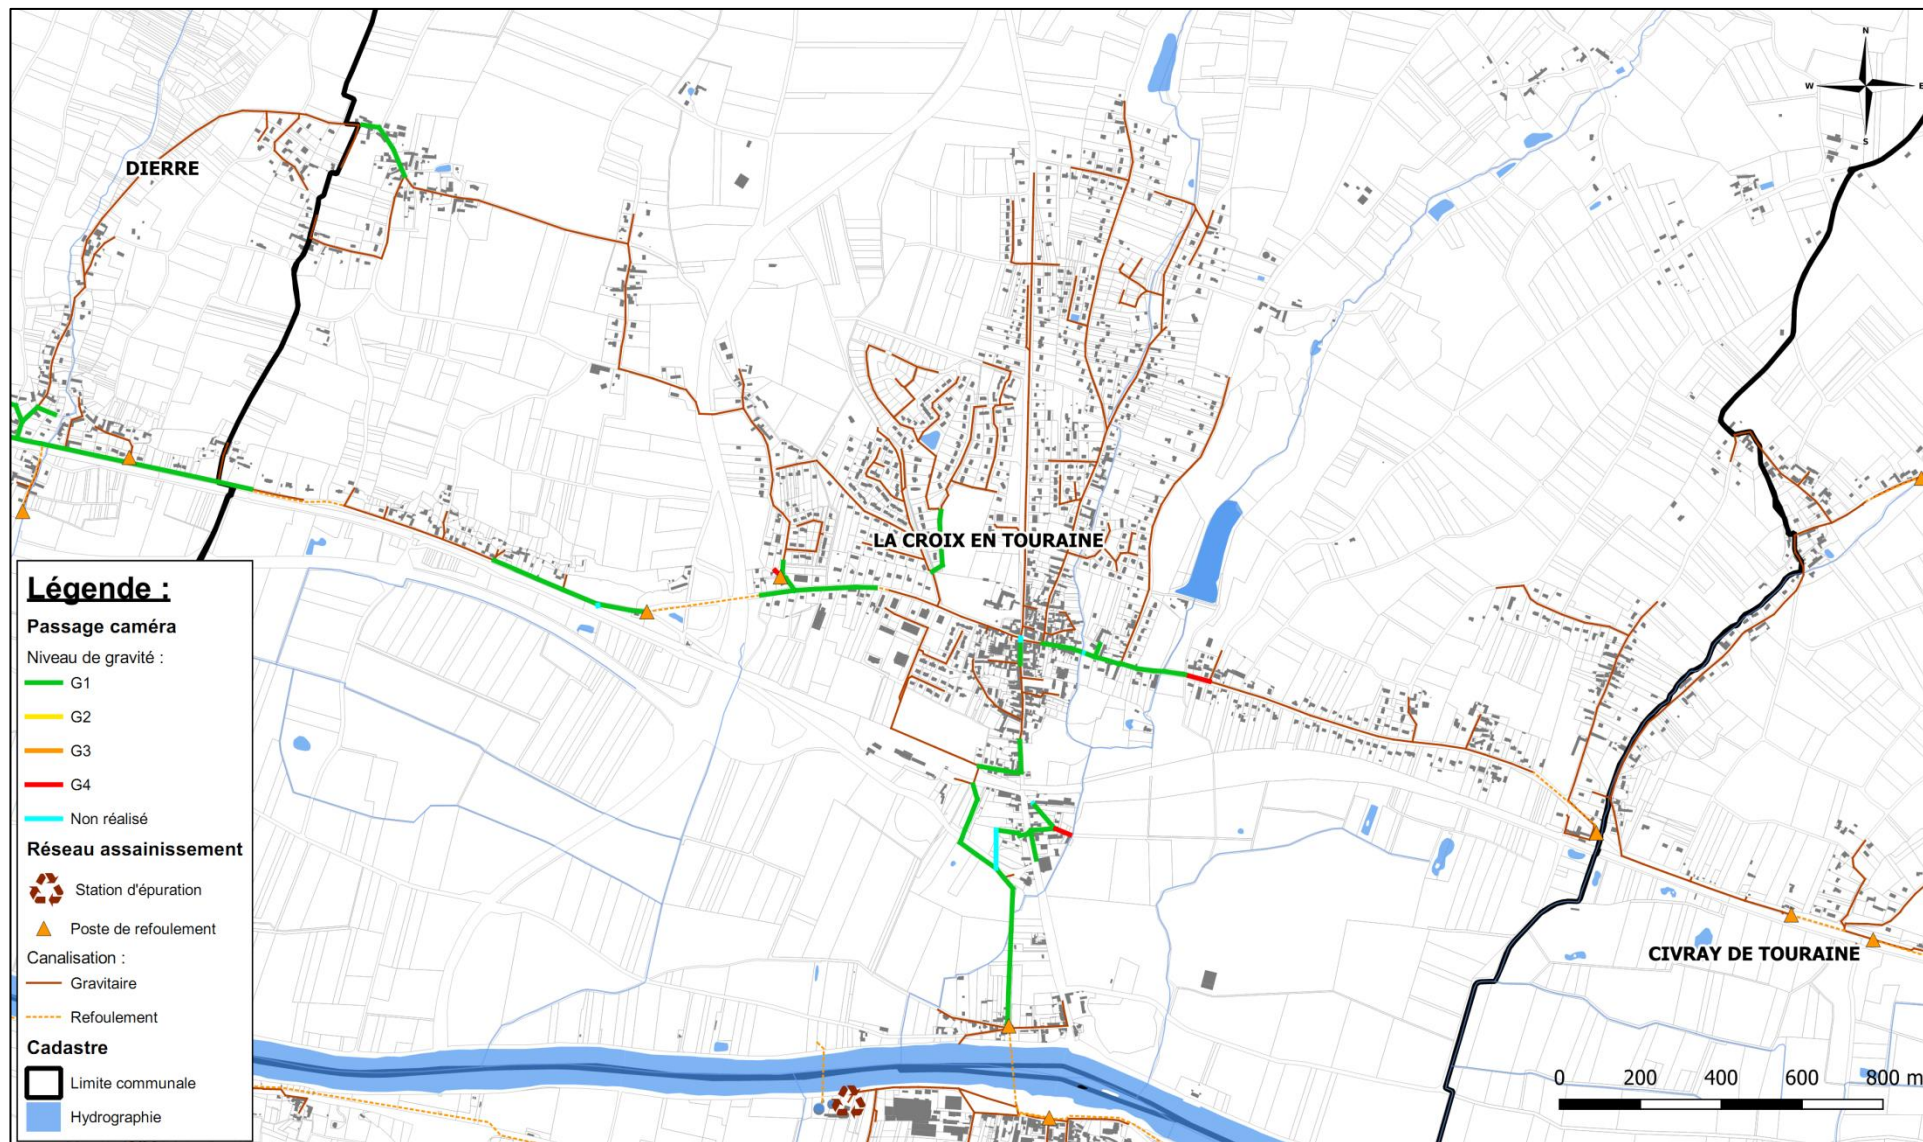 N
W
E
S
DIERRE
LA CROIX EN TOURAINE
CIVRAY DE TOURAINE
Légende :
Passage caméra
Niveau de gravité :
G1
G2
G3
G4
Non réalisé
Réseau assainissement
Station d'épuration
Poste de refoulement
Canalisation :
Gravitaire
Refoulement
Cadastre
Limite communale
Hydrographie
0 200 400 600 800 m